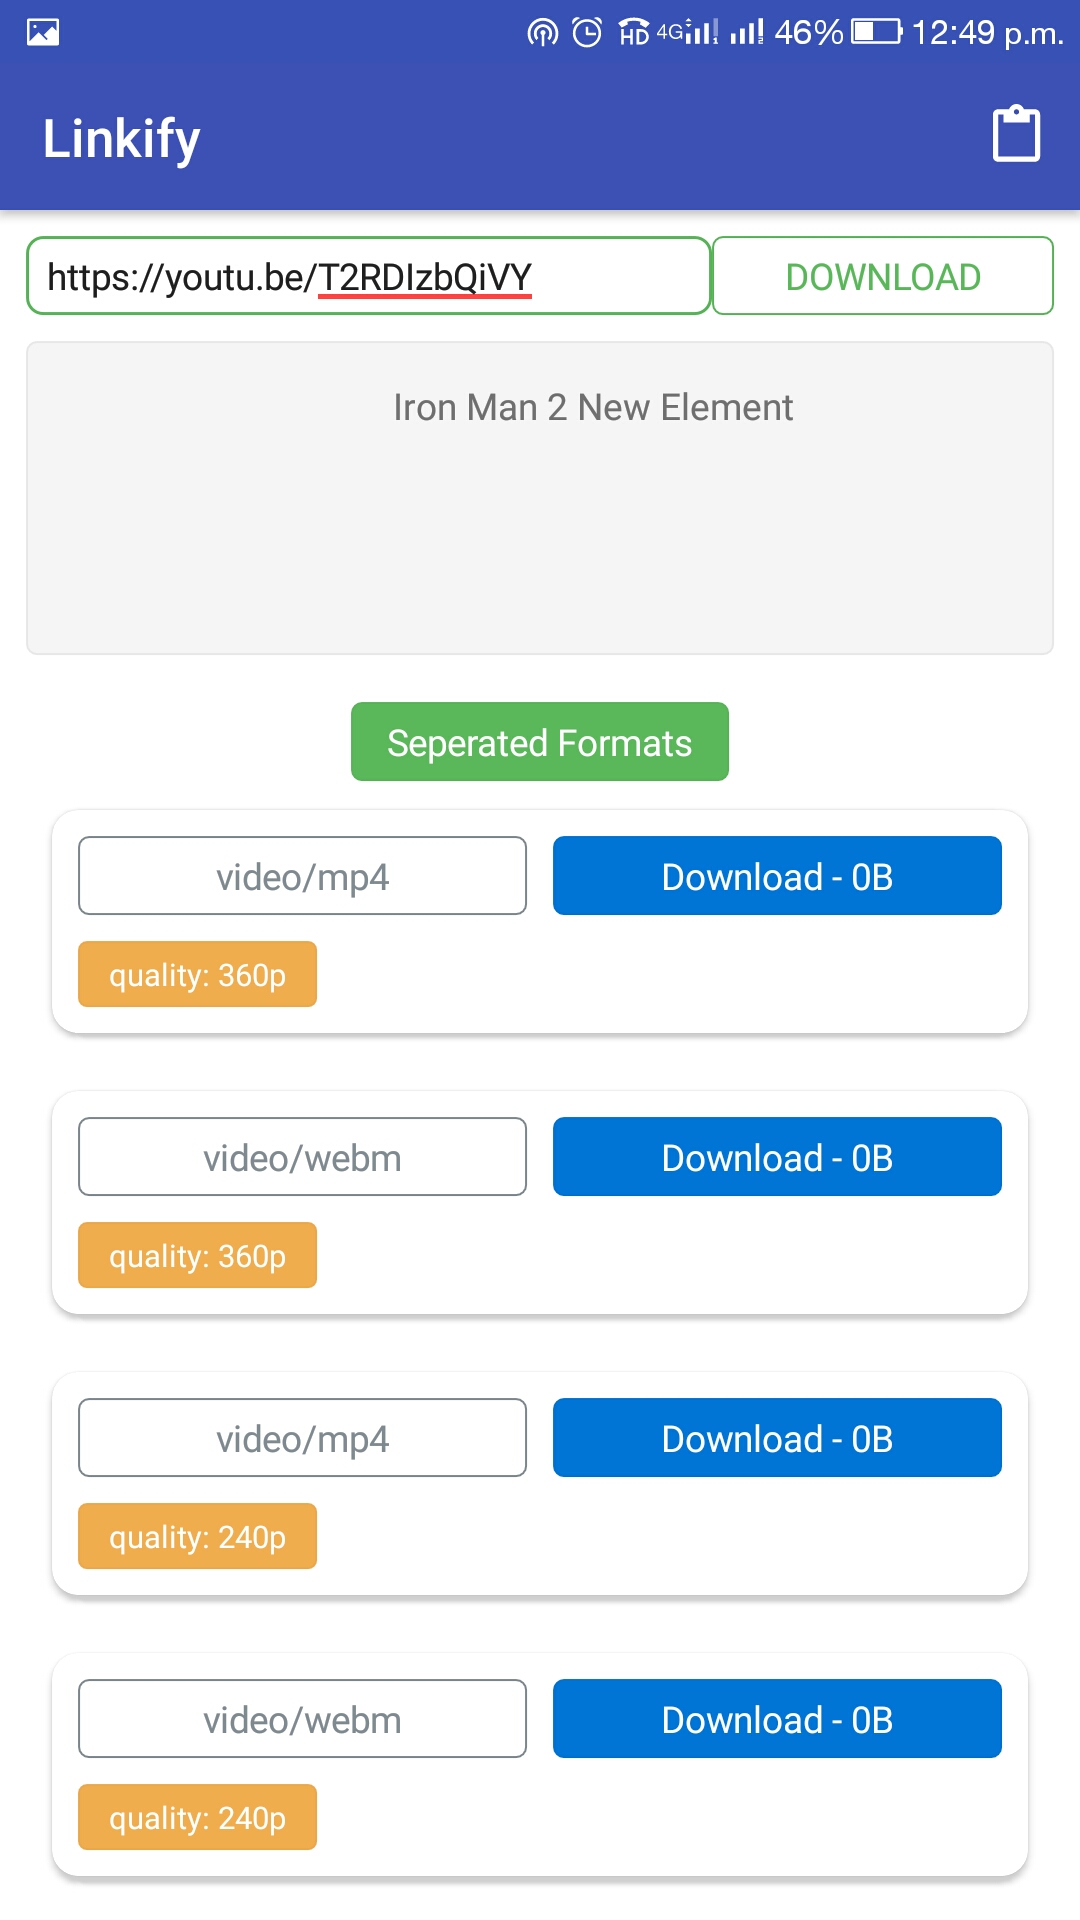 HD 4G 1 2 46% 12:49 p.m.
Linkify
https://youtu.be/T2RDIzbQiVY DOWNLOAD
Iron Man 2 New Element
Seperated Formats
video/mp4 Download - 0B
quality: 360p
video/webm Download - 0B
quality: 360p
video/mp4 Download - 0B
quality: 240p
video/webm Download - 0B
quality: 240p